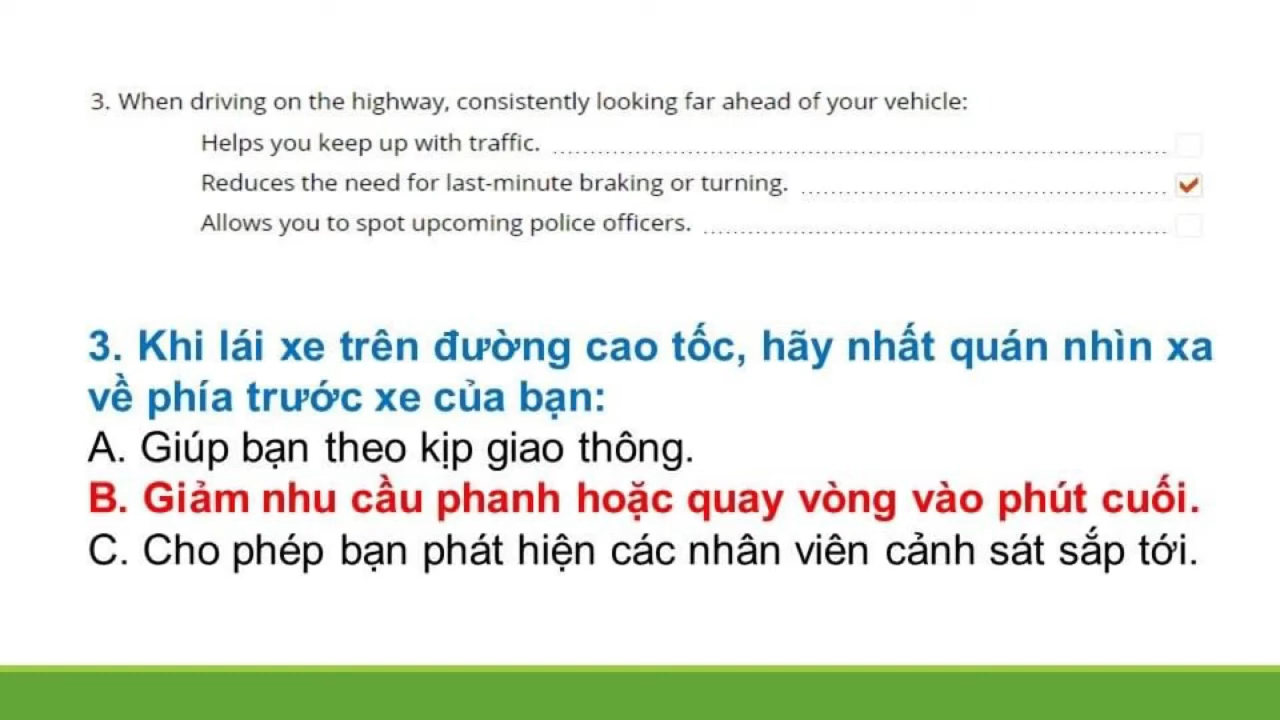 3. When driving on the highway, consistently looking far ahead of your vehicle:
Helps you keep up with traffic.
Reduces the need for last-minute braking or turning.
Allows you to spot upcoming police officers.
3. Khi lái xe trên đường cao tốc, hãy nhất quán nhìn xa
về phía trước xe của bạn:
A. Giúp bạn theo kịp giao thông.
B. Giảm nhu cầu phanh hoặc quay vòng vào phút cuối.
C. Cho phép bạn phát hiện các nhân viên cảnh sát sắp tới.